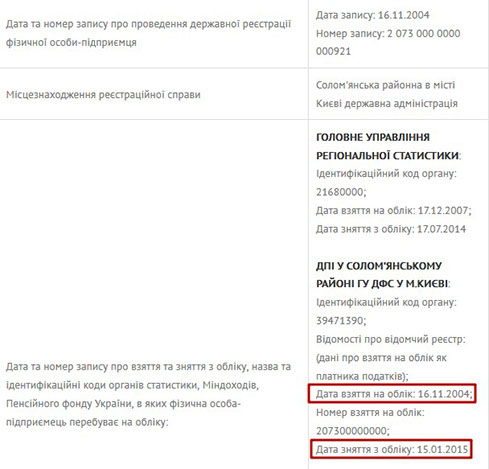 Дата та номер запису про проведення державної реєстрації
фізичної особи-підприємця
Дата запису: 16.11.2004
Номер запису: 2 073 000 0000
000921
Місцезнаходження реєстраційної справи
Солом'янська районна в місті
Києві державна адміністрація
Дата та номер запису про взяття та зняття з обліку, назва та
ідентифікаційні коди органів статистики, Міндоходів,
Пенсійного фонду України, в яких фізична особа-
підприємець перебуває на обліку:
ГОЛОВНЕ УПРАВЛІННЯ
РЕГІОНАЛЬНОЇ СТАТИСТИКИ:
Ідентифікаційний код органу:
21680000;
Дата взяття на облік: 17.12.2007;
Дата зняття з обліку: 17.07.2014
ДПІ У СОЛОМ'ЯНСЬКОМУ
РАЙОНІ ГУ ДФС У М.КИЄВІ:
Ідентифікаційний код органу:
39471390;
Відомості про відомчий реєстр:
(дані про взяття на облік як
платника податків);
Дата взяття на облік: 16.11.2004;
Номер взяття на облік:
207300000000;
Дата зняття з обліку: 15.01.2015